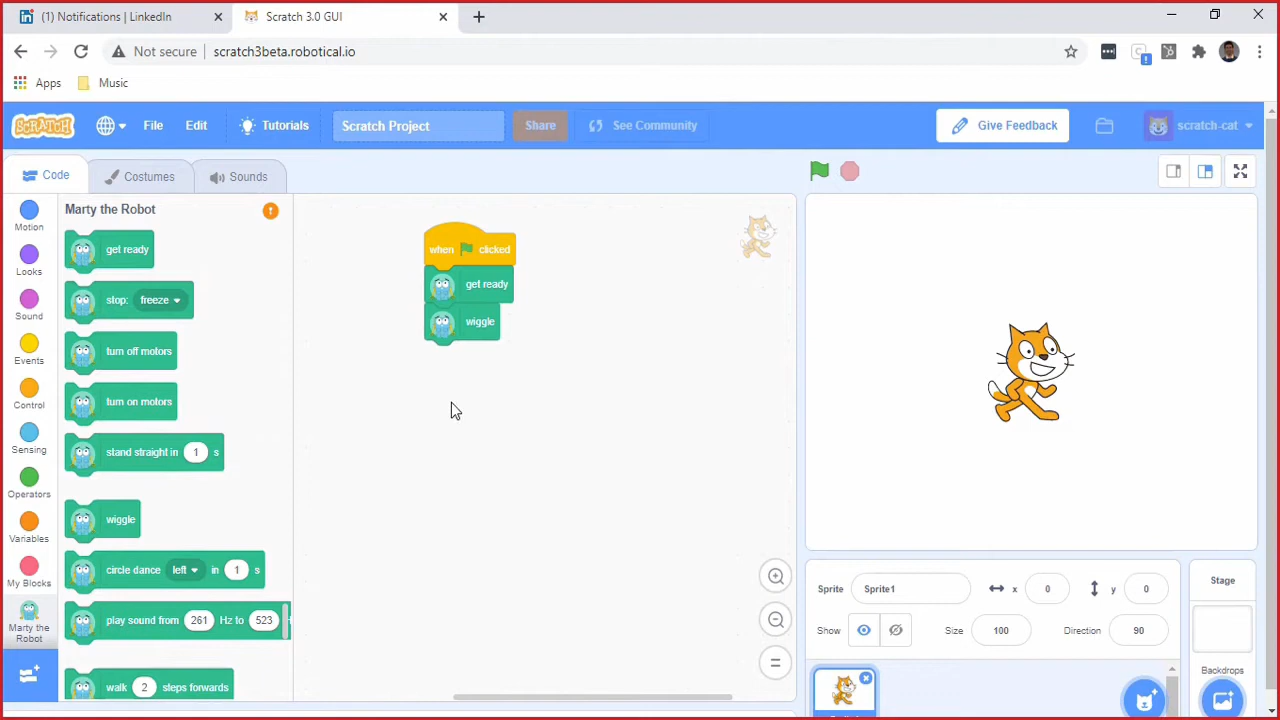 (1) Notifications | LinkedIn
Scratch 3.0 GUI
Not secure
scratch3beta.robotical.io
Apps
Music
SCRATCH
File
Edit
Tutorials
Scratch Project
Share
See Community
Give Feedback
scratch-cat
Code
Costumes
Sounds
Motion
Looks
Sound
Events
Control
Sensing
Operators
Variables
My Blocks
Marty the
Robot
Marty the Robot
get ready
stop: freeze
turn off motors
turn on motors
stand straight in 1 s
wiggle
circle dance left in 1 s
play sound from 261 Hz to 523
walk 2 steps forwards
when clicked
get ready
wiggle
Sprite
Sprite1
x 0
y 0
Show
Size 100
Direction 90
Stage
Backdrops